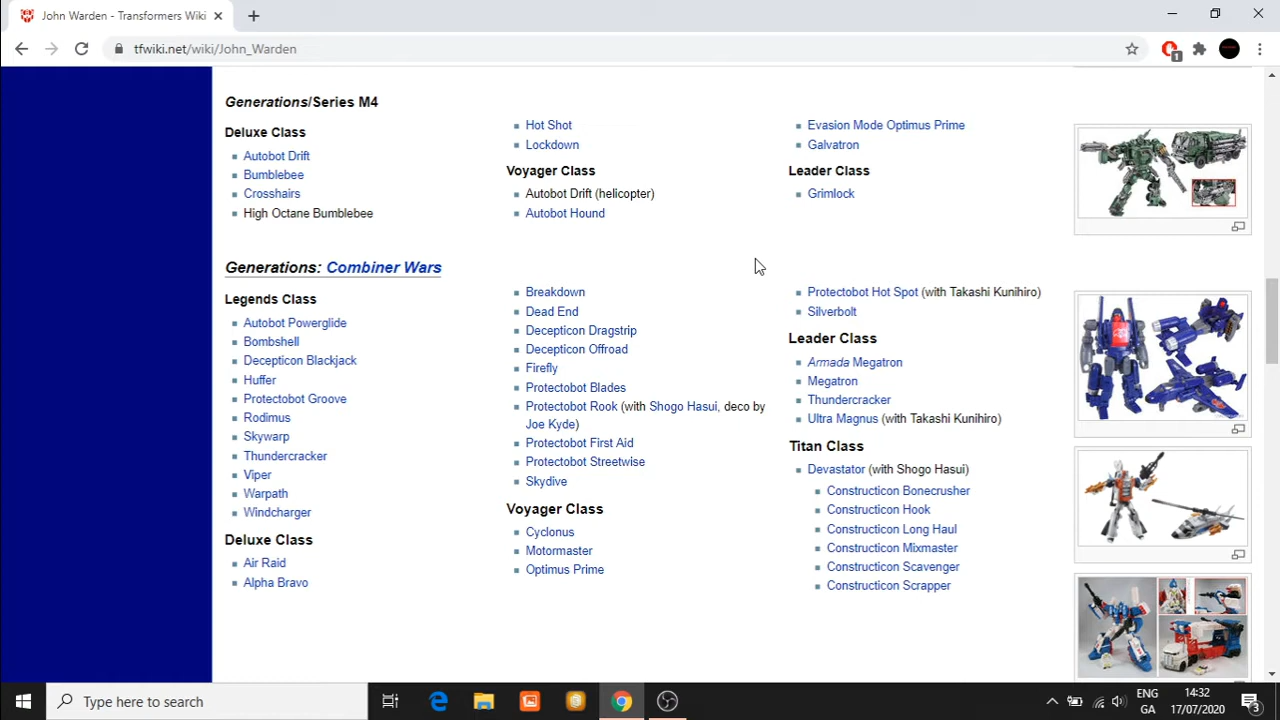 John Warden - Transformers Wiki
tfwiki.net/wiki/John_Warden
1
Generations/Series M4
Deluxe Class
Autobot Drift
Bumblebee
Crosshairs
High Octane Bumblebee
Hot Shot
Lockdown
Voyager Class
Autobot Drift (helicopter)
Autobot Hound
Evasion Mode Optimus Prime
Galvatron
Leader Class
Grimlock
Generations: Combiner Wars
Legends Class
Autobot Powerglide
Bombshell
Decepticon Blackjack
Huffer
Protectobot Groove
Rodimus
Skywarp
Thundercracker
Viper
Warpath
Windcharger
Deluxe Class
Air Raid
Alpha Bravo
Breakdown
Dead End
Decepticon Dragstrip
Decepticon Offroad
Firefly
Protectobot Blades
Protectobot Rook (with Shogo Hasui, deco by
Joe Kyde)
Protectobot First Aid
Protectobot Streetwise
Skydive
Voyager Class
Cyclonus
Motormaster
Optimus Prime
Protectobot Hot Spot (with Takashi Kunihiro)
Silverbolt
Leader Class
Armada Megatron
Megatron
Thundercracker
Ultra Magnus (with Takashi Kunihiro)
Titan Class
Devastator (with Shogo Hasui)
Constructicon Bonecrusher
Constructicon Hook
Constructicon Long Haul
Constructicon Mixmaster
Constructicon Scavenger
Constructicon Scrapper
Type here to search
ENG
GA
14:32
17/07/2020
3